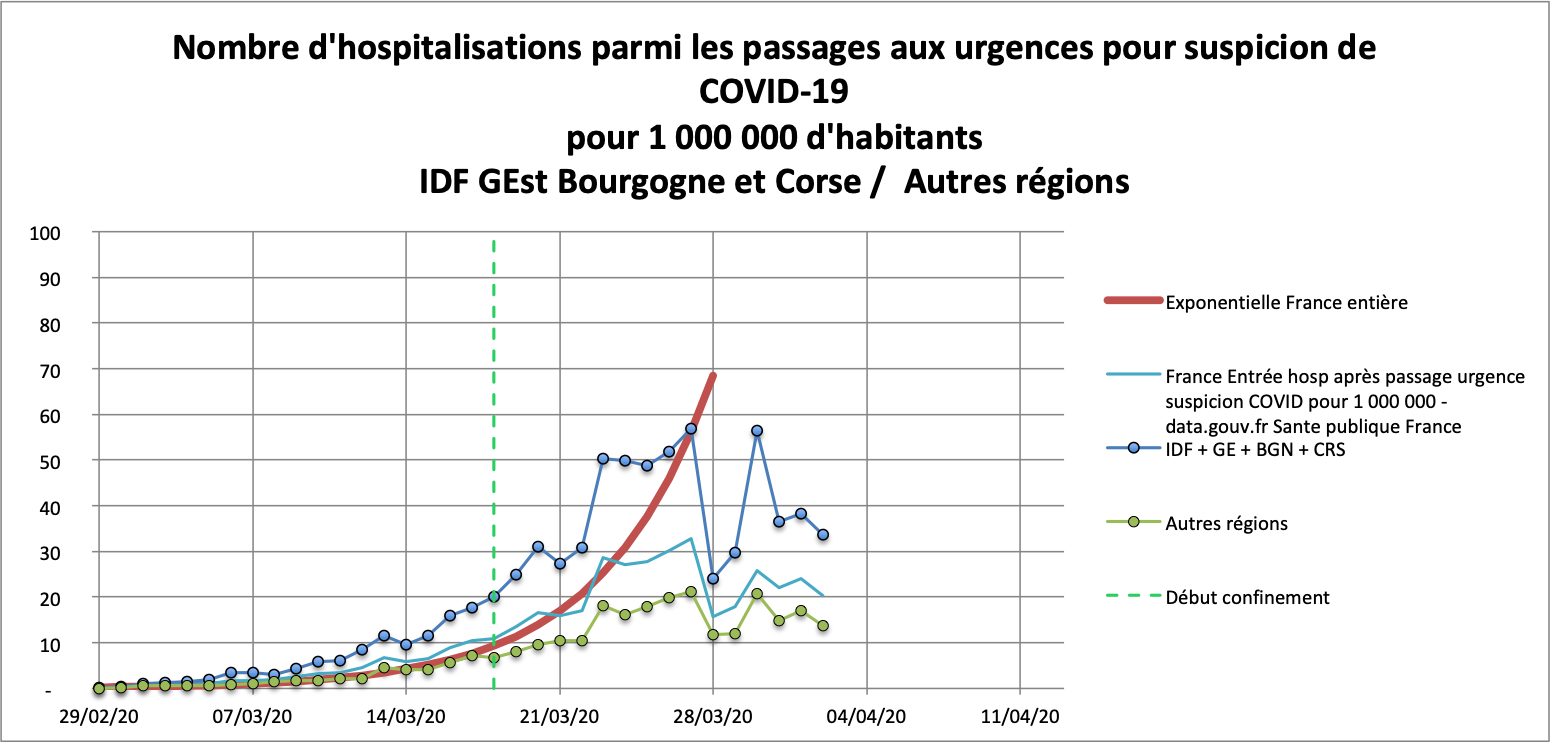 Nombre d'hospitalisations parmi les passages aux urgences pour suspicion de
COVID-19
pour 1 000 000 d'habitants
IDF GEst Bourgogne et Corse /  Autres régions
100
90
80
70
60
50
40
30
20
10
-
29/02/20
07/03/20
14/03/20
21/03/20
28/03/20
04/04/20
11/04/20
Exponentielle France entière
France Entrée hosp après passage urgence
suspicion COVID pour 1 000 000 -
data.gouv.fr Sante publique France
IDF + GE + BGN + CRS
Autres régions
Début confinement